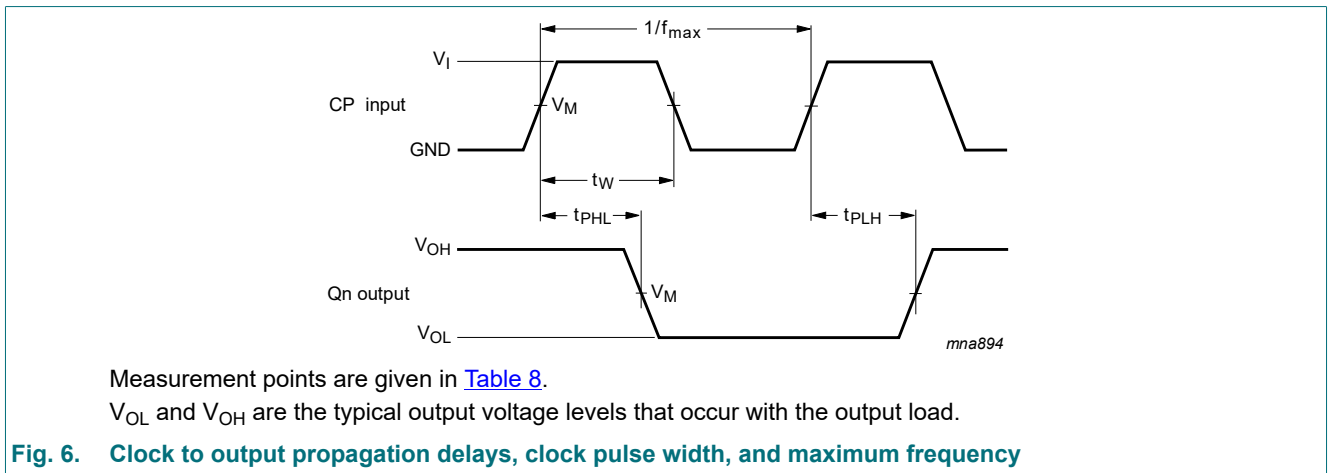 1/fmax
VI
CP input
VM
GND
tW
tPHL
tPLH
VOH
Qn output
VM
VOL
mna894
Measurement points are given in Table 8.
VOL and VOH are the typical output voltage levels that occur with the output load.
Fig. 6. Clock to output propagation delays, clock pulse width, and maximum frequency